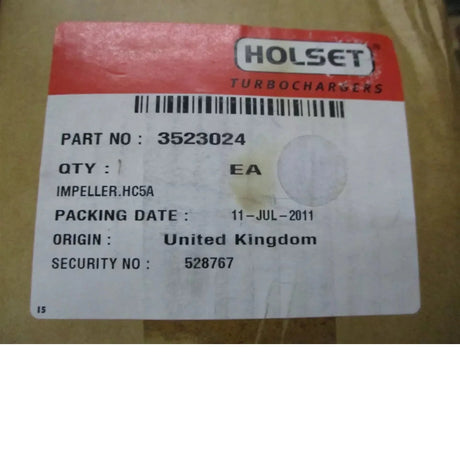 HOLSET®
TURBOCHARGERS
PART NO : 3523024
QTY : 1 EA
IMPELLER.HC5A
PACKING DATE : 11-JUL-2011
ORIGIN : United Kingdom
SECURITY NO : 528767
15